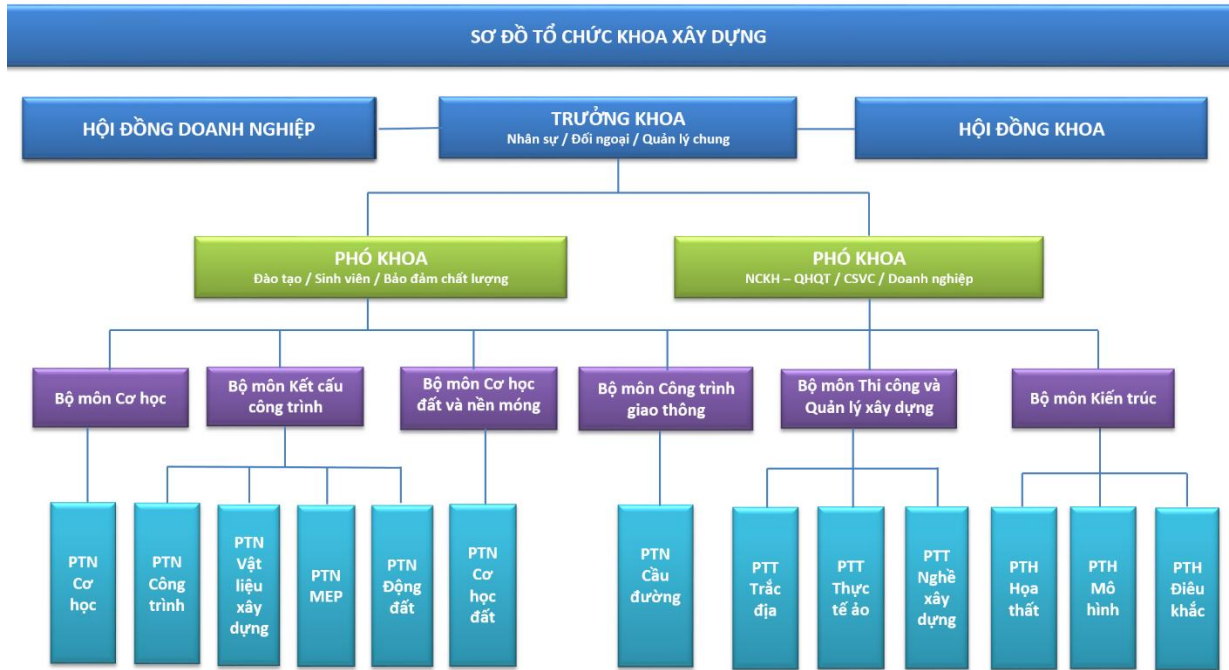 SƠ ĐỒ TỔ CHỨC KHOA XÂY DỰNG
HỘI ĐỒNG DOANH NGHIỆP
TRƯỞNG KHOA
Nhân sự / Đối ngoại / Quản lý chung
HỘI ĐỒNG KHOA
PHÓ KHOA
Đào tạo / Sinh viên / Bảo đảm chất lượng
PHÓ KHOA
NCKH – QHQT / CSVC / Doanh nghiệp
Bộ môn Cơ học
Bộ môn Kết cấu
công trình
Bộ môn Cơ học
đất và nền móng
Bộ môn Công trình
giao thông
Bộ môn Thi công và
Quản lý xây dựng
Bộ môn Kiến trúc
PTN
Cơ
học
PTN
Công
trình
PTN
Vật
liệu
xây
dựng
PTN
MEP
PTN
Động
đất
PTN
Cơ
học
đất
PTN
Cầu
đường
PTT
Trắc
địa
PTT
Thực
tế ảo
PTT
Nghề
xây
dựng
PTH
Họa
thất
PTH
Mô
hình
PTH
Điêu
khắc